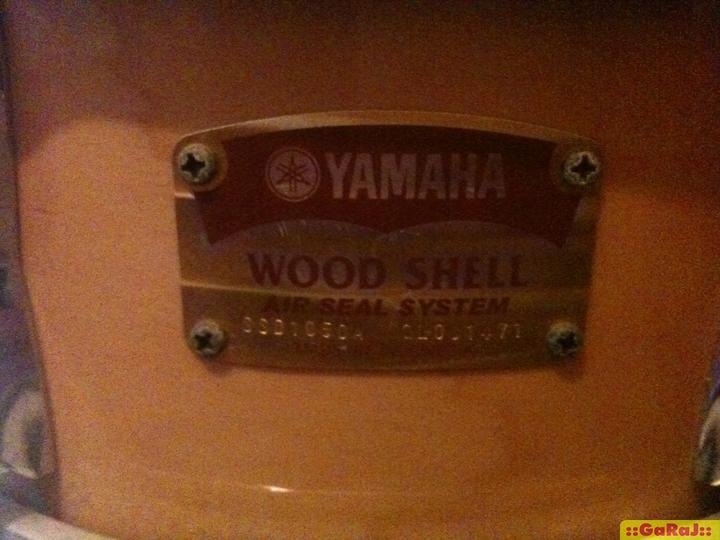 YAMAHA
WOOD SHELL
AIR SEAL SYSTEM
::GaRaJ::